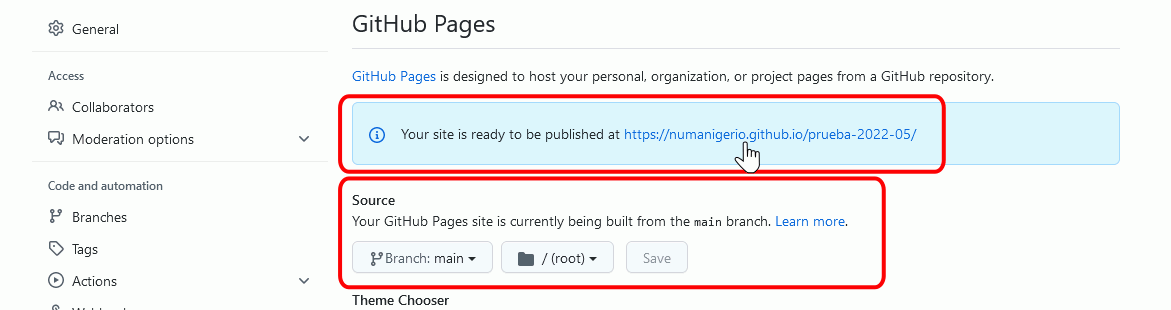 General
Access
Collaborators
Moderation options
Code and automation
Branches
Tags
Actions
GitHub Pages
GitHub Pages is designed to host your personal, organization, or project pages from a GitHub repository.
Your site is ready to be published at https://numanigerio.github.io/prueba-2022-05/
Source
Your GitHub Pages site is currently being built from the main branch. Learn more.
Branch: main
/ (root)
Save
Theme Chooser